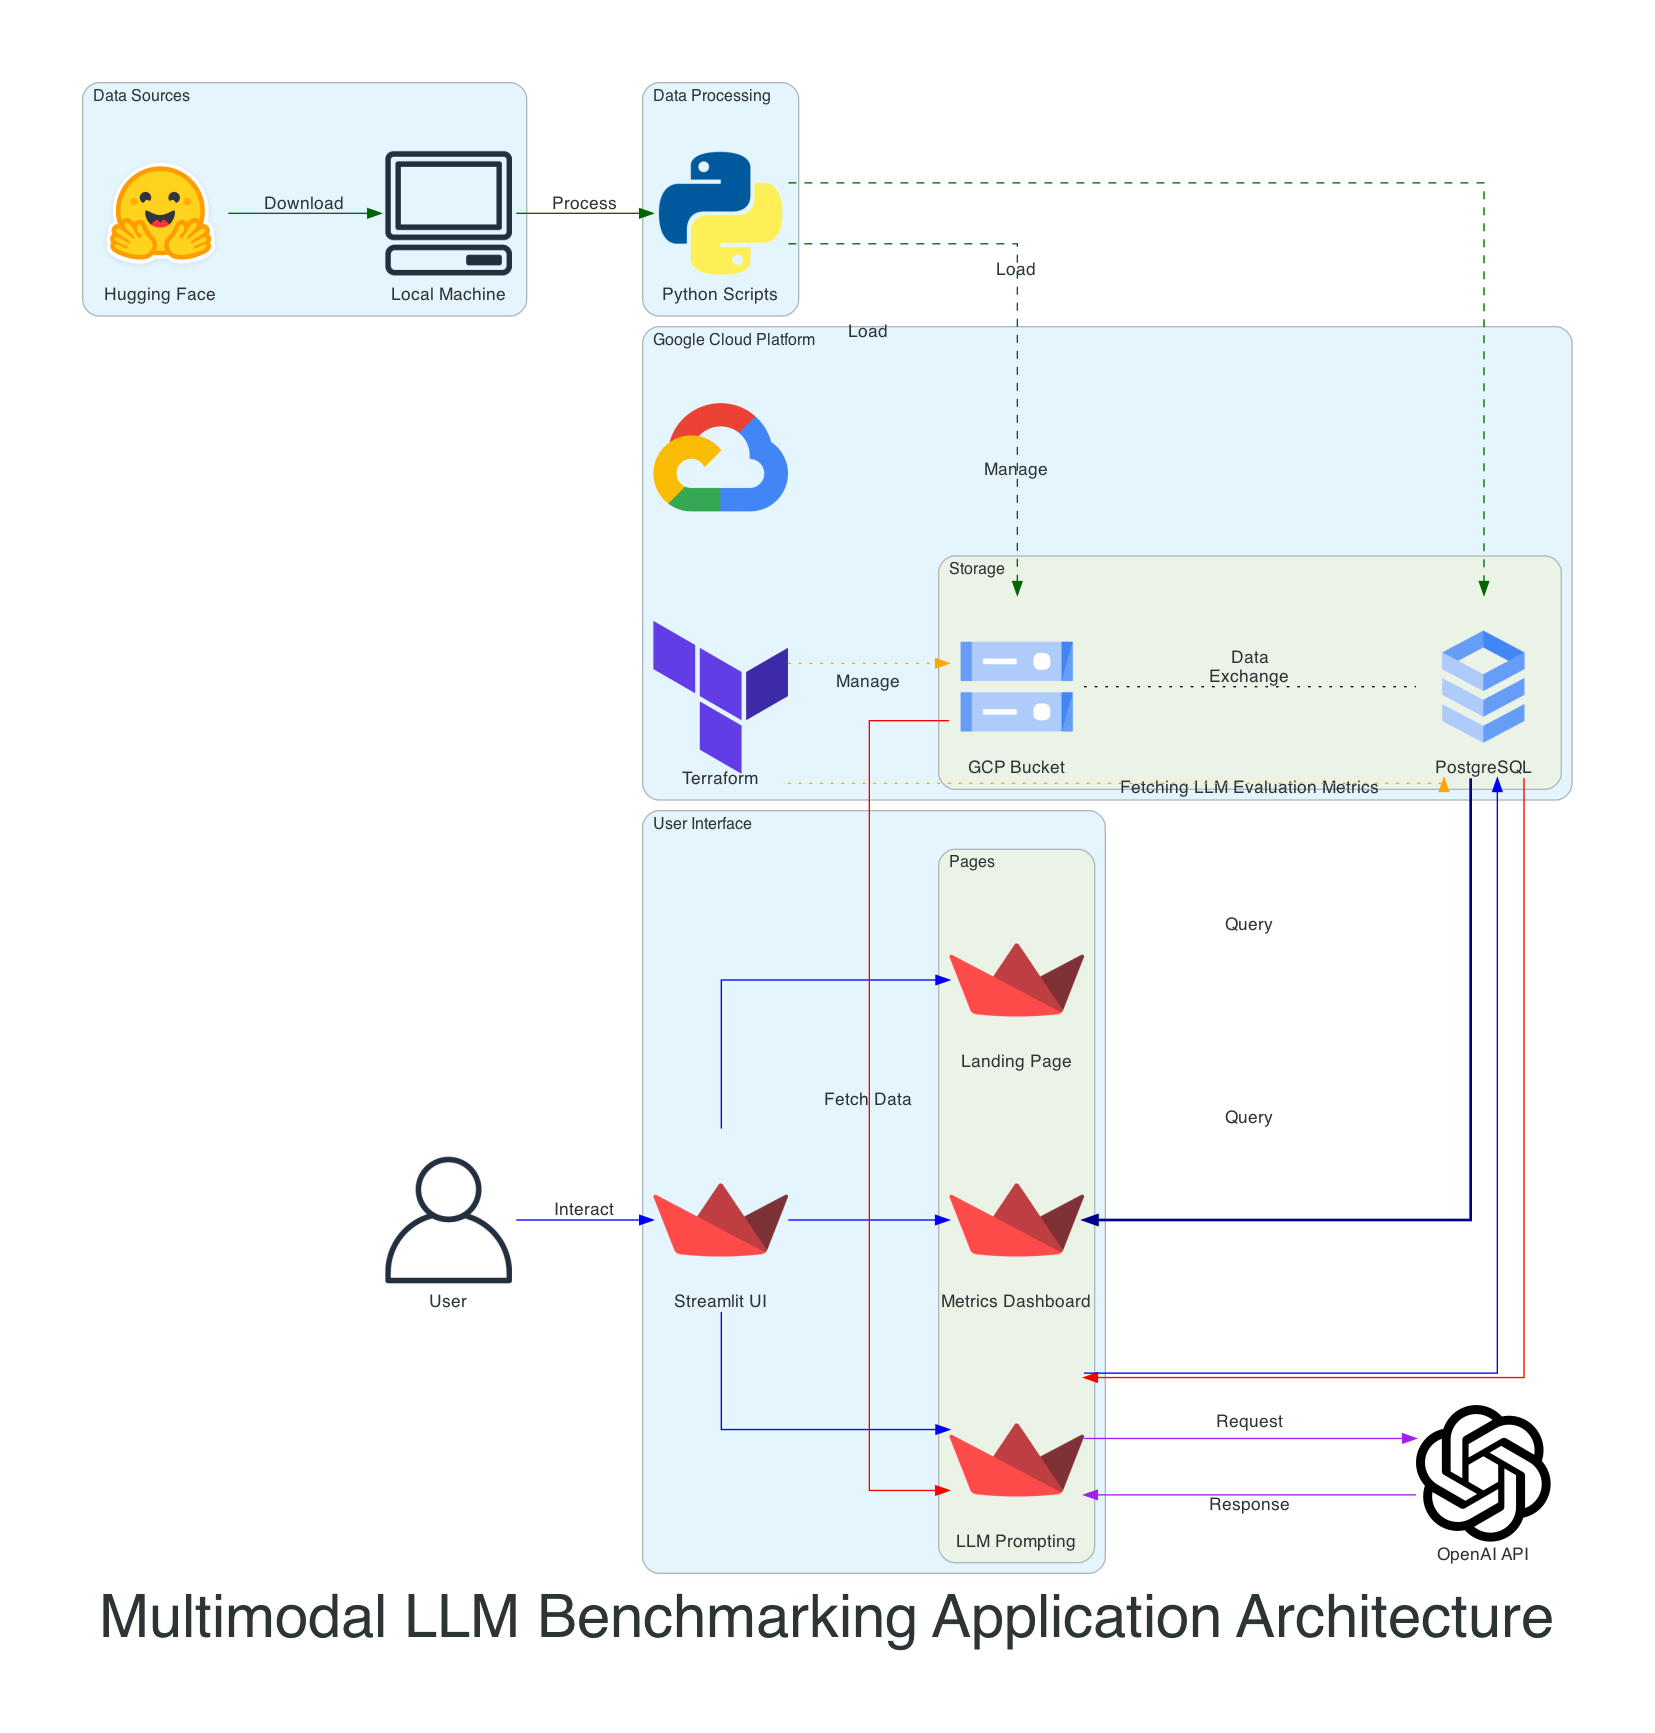 Data Sources
Data Processing
Download
Process
Hugging Face
Local Machine
Python Scripts
Load
Load
Google Cloud Platform
Manage
Storage
Data
Exchange
Manage
GCP Bucket
PostgreSQL
Terraform
Fetching LLM Evaluation Metrics
User Interface
Pages
Query
Landing Page
Fetch Data
Query
Interact
User
Streamlit UI
Metrics Dashboard
Request
Response
LLM Prompting
OpenAI API
Multimodal LLM Benchmarking Application Architecture